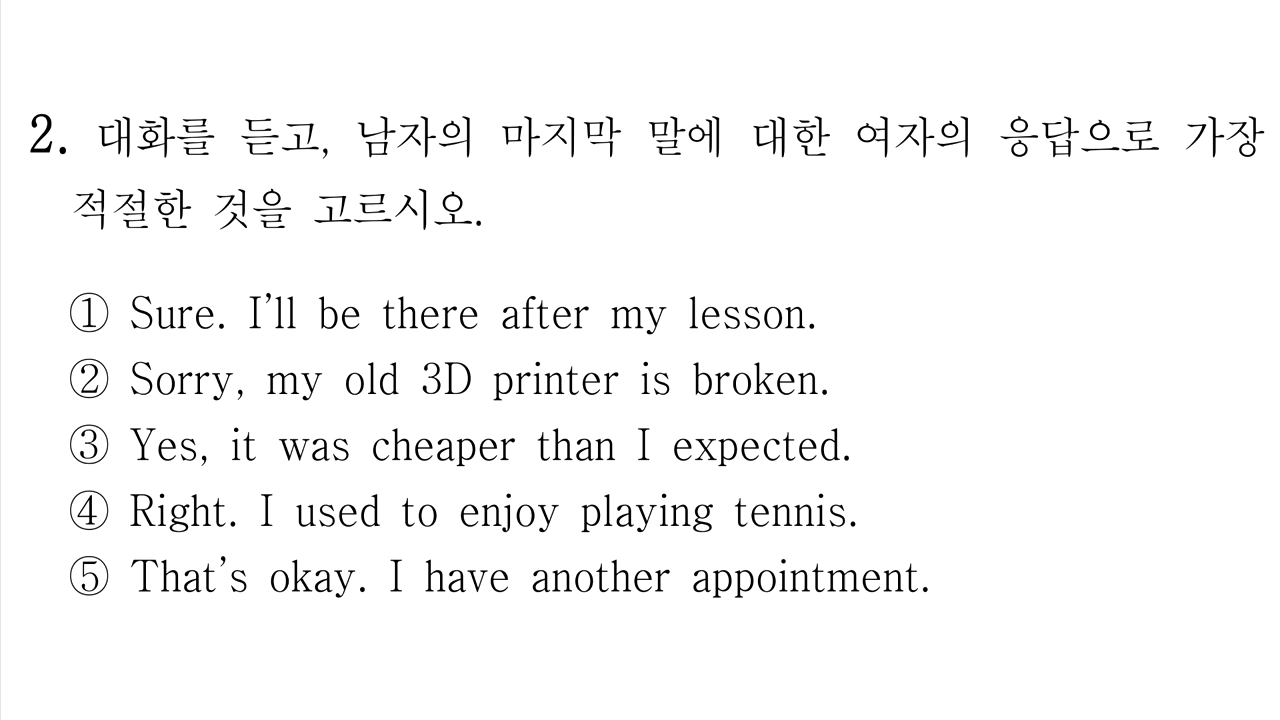 2. 대화를 듣고, 남자의 마지막 말에 대한 여자의 응답으로 가장
적절한 것을 고르시오.
① Sure. I’ll be there after my lesson.
② Sorry, my old 3D printer is broken.
③ Yes, it was cheaper than I expected.
④ Right. I used to enjoy playing tennis.
⑤ That’s okay. I have another appointment.